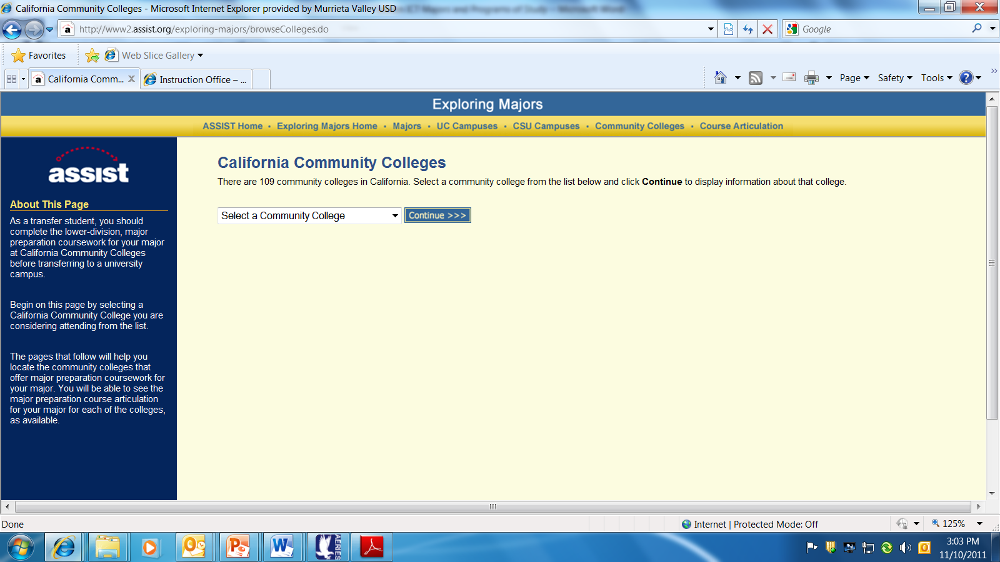 California Community Colleges - Microsoft Internet Explorer provided by Murrieta Valley USD
http://www2.assist.org/exploring-majors/browseColleges.do
Google
Favorites
Web Slice Gallery
California Comm...
Instruction Office – ...
Page
Safety
Tools
Exploring Majors
ASSIST Home • Exploring Majors Home • Majors • UC Campuses • CSU Campuses • Community Colleges • Course Articulation
assist
About This Page
As a transfer student, you should
complete the lower-division, major
preparation coursework for your major
at California Community Colleges
before transferring to a university
campus.
Begin on this page by selecting a
California Community College you are
considering attending from the list.
The pages that follow will help you
locate the community colleges that
offer major preparation coursework for
your major. You will be able to see the
major preparation course articulation
for your major for each of the colleges,
as available.
California Community Colleges
There are 109 community colleges in California. Select a community college from the list below and click Continue to display information about that college.
Select a Community College
Continue >>>
Done
Internet | Protected Mode: Off
125%
AERIES
3:03 PM
11/10/2011